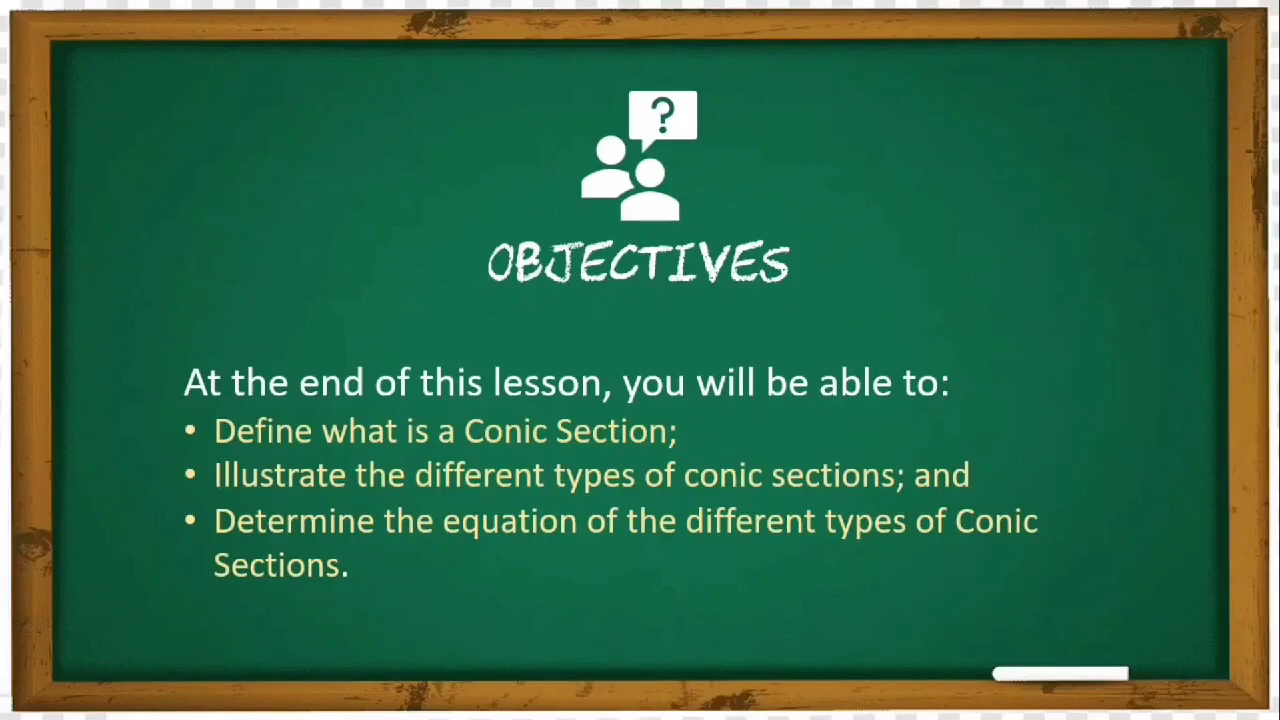 ?
OBJECTIVES
At the end of this lesson, you will be able to:
• Define what is a Conic Section;
• Illustrate the different types of conic sections; and
• Determine the equation of the different types of Conic
Sections.